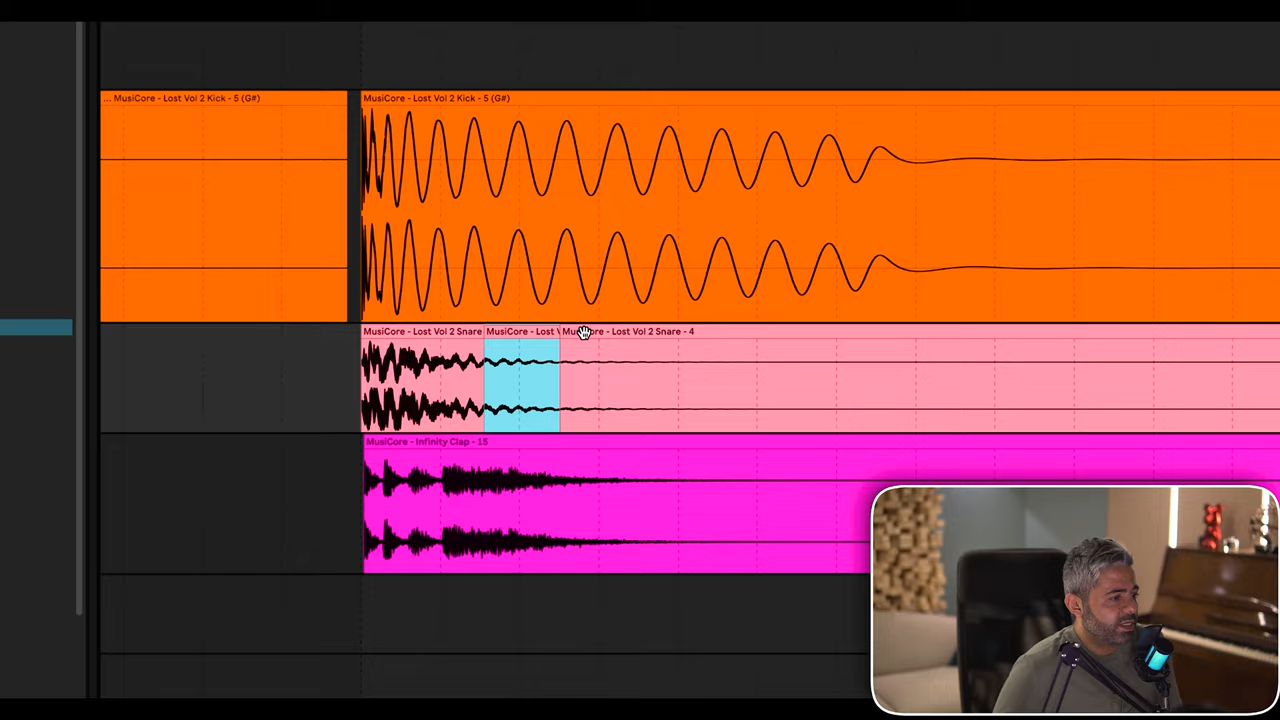 ... MusiCore - Lost Vol 2 Kick - 5 (G#)
MusiCore - Lost Vol 2 Kick - 5 (G#)
MusiCore - Lost Vol 2 Snare
MusiCore - Lost
- Lost Vol 2 Snare - 4
MusiCore - Infinity Clap - 15